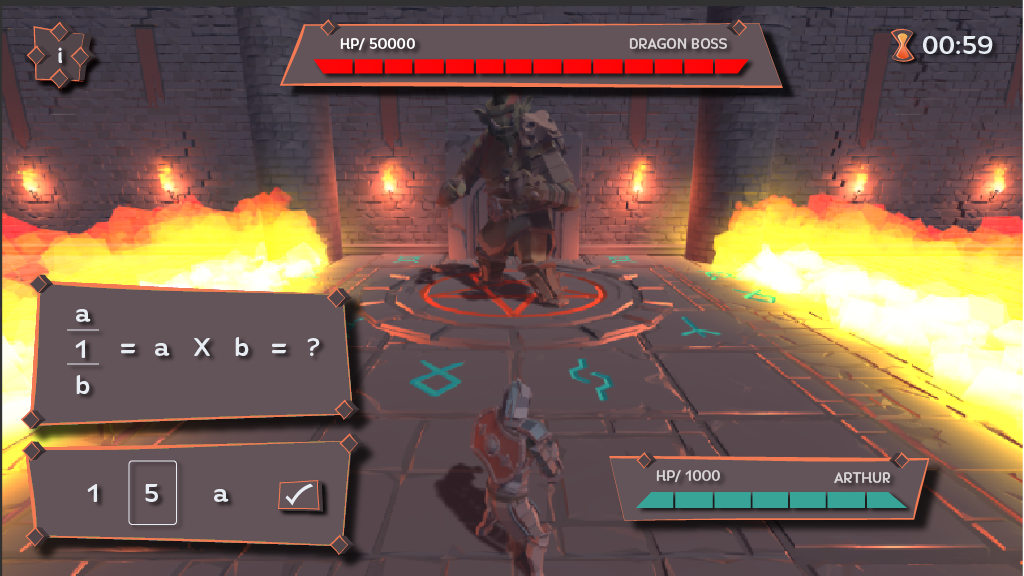 i
HP/ 50000 DRAGON BOSS
00:59
a
1 = a X b = ?
b
1 5 a
HP/ 1000 ARTHUR